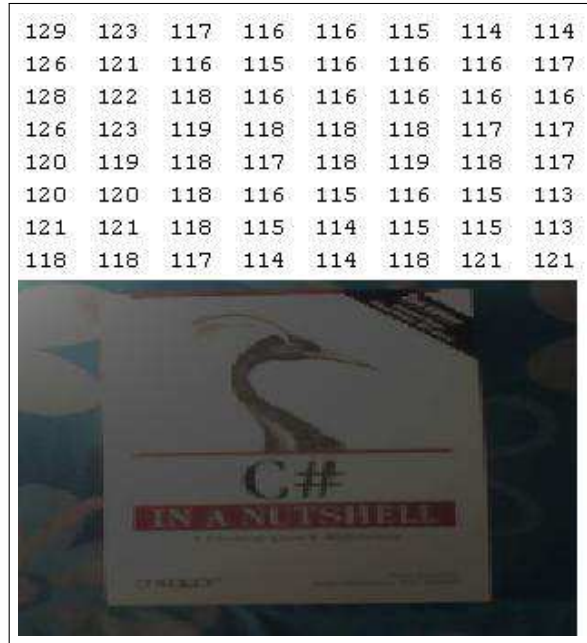 129 123 117 116 116 115 114 114
126 121 116 115 116 116 116 117
128 122 118 116 116 116 116 116
126 123 119 118 118 118 117 117
120 119 118 117 118 119 118 117
120 120 118 116 115 116 115 113
121 121 118 115 114 115 115 113
118 118 117 114 114 118 121 121
C#
IN A NUTSHELL
O'REILLY